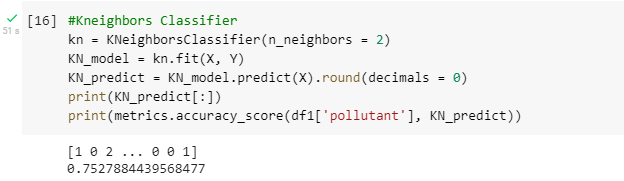 [16] #Kneighbors Classifier
51 s
kn = KNeighborsClassifier(n_neighbors = 2)
KN_model = kn.fit(X, Y)
KN_predict = KN_model.predict(X).round(decimals = 0)
print(KN_predict[:])
print(metrics.accuracy_score(df1['pollutant'], KN_predict))
[1 0 2 ... 0 0 1]
0.7527884439568477